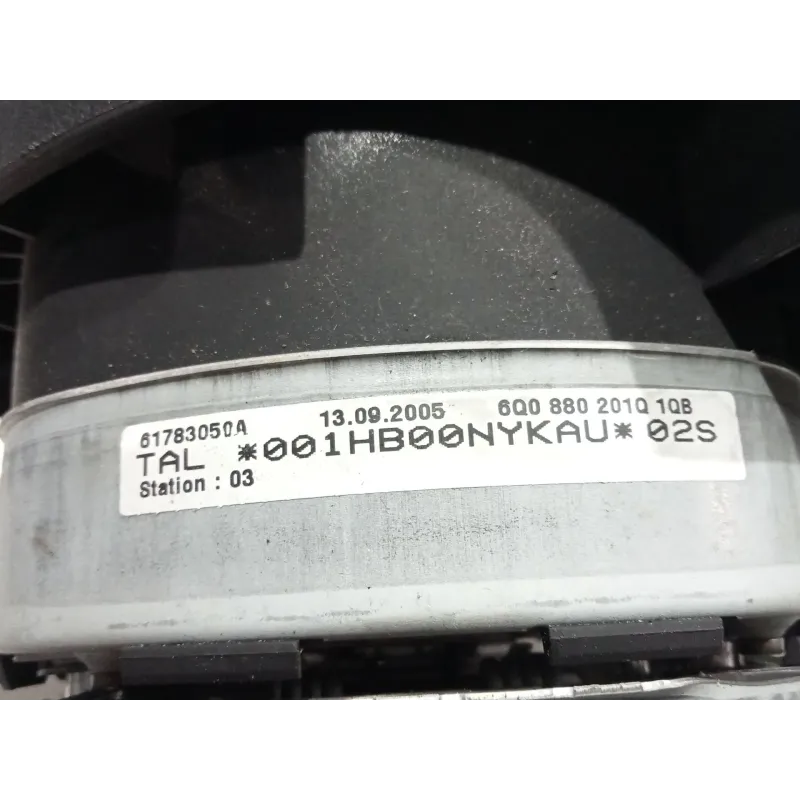 61783050A 13.09.2005 6Q0 880 201Q 1QB
TAL *001HB00NYKAU* 02S
Station : 03